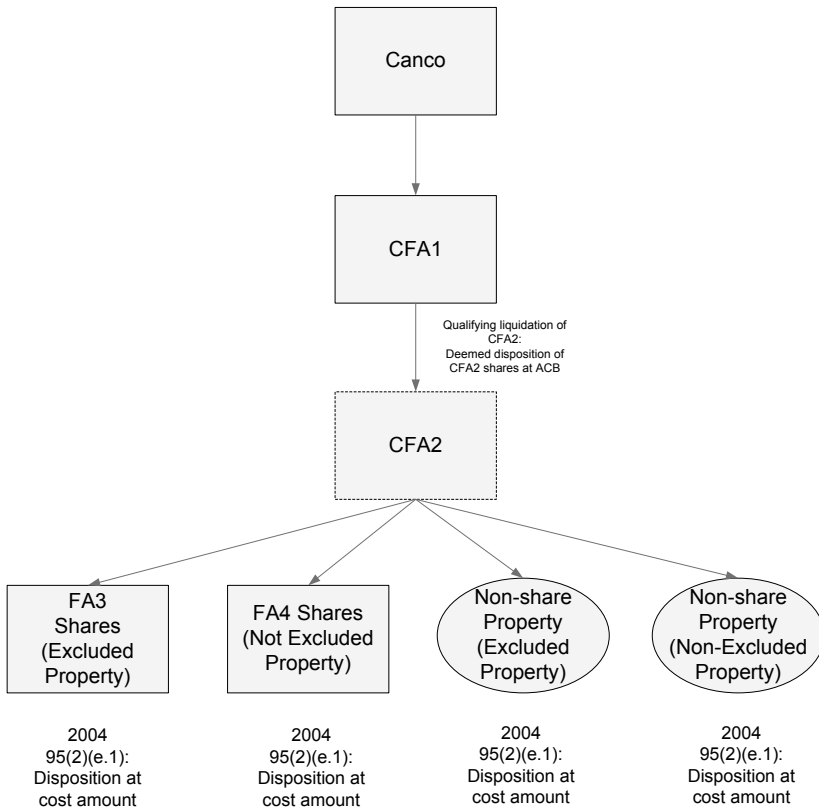 Canco
CFA1
Qualifying liquidation of
CFA2:
Deemed disposition of
CFA2 shares at ACB
CFA2
FA3
Shares
(Excluded
Property)
FA4 Shares
(Not Excluded
Property)
Non-share
Property
(Excluded
Property)
Non-share
Property
(Non-Excluded
Property)
2004
95(2)(e.1):
Disposition at
cost amount
2004
95(2)(e.1):
Disposition at
cost amount
2004
95(2)(e.1):
Disposition at
cost amount
2004
95(2)(e.1):
Disposition at
cost amount